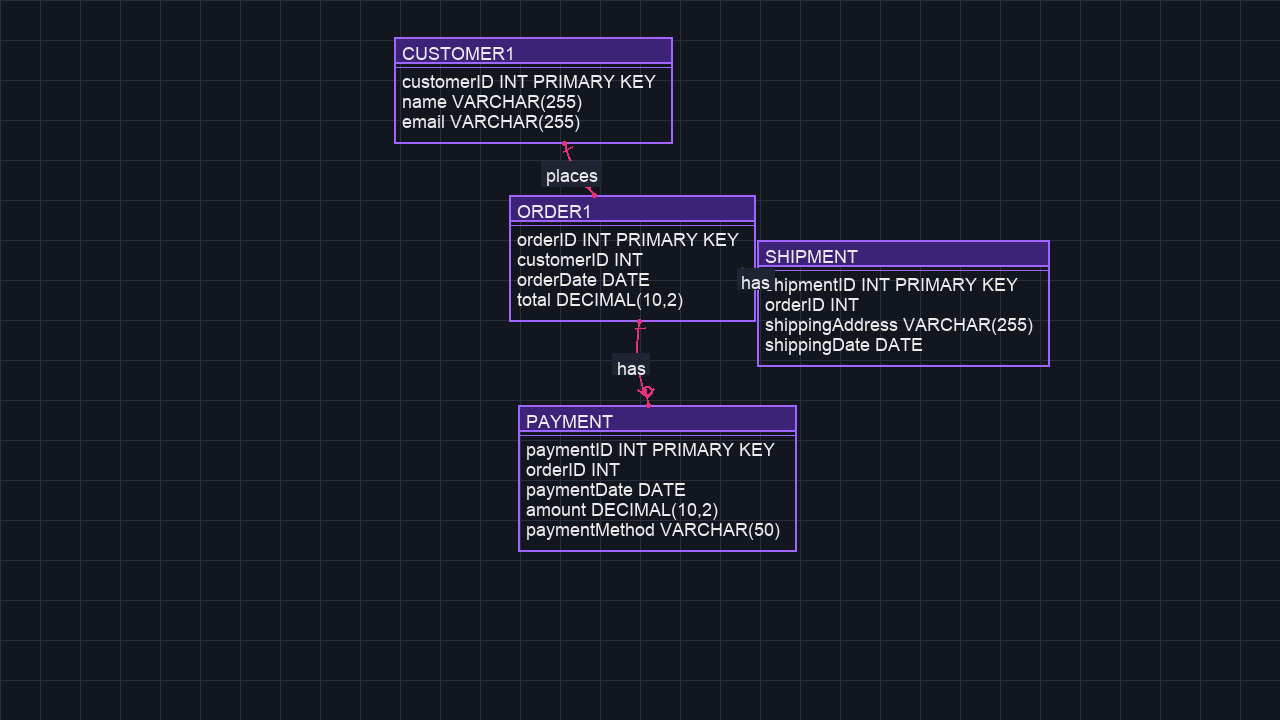 CUSTOMER1
customerID INT PRIMARY KEY
name VARCHAR(255)
email VARCHAR(255)
places
ORDER1
orderID INT PRIMARY KEY
customerID INT
orderDate DATE
total DECIMAL(10,2)
has
SHIPMENT
hipmentID INT PRIMARY KEY
orderID INT
shippingAddress VARCHAR(255)
shippingDate DATE
has
PAYMENT
paymentID INT PRIMARY KEY
orderID INT
paymentDate DATE
amount DECIMAL(10,2)
paymentMethod VARCHAR(50)